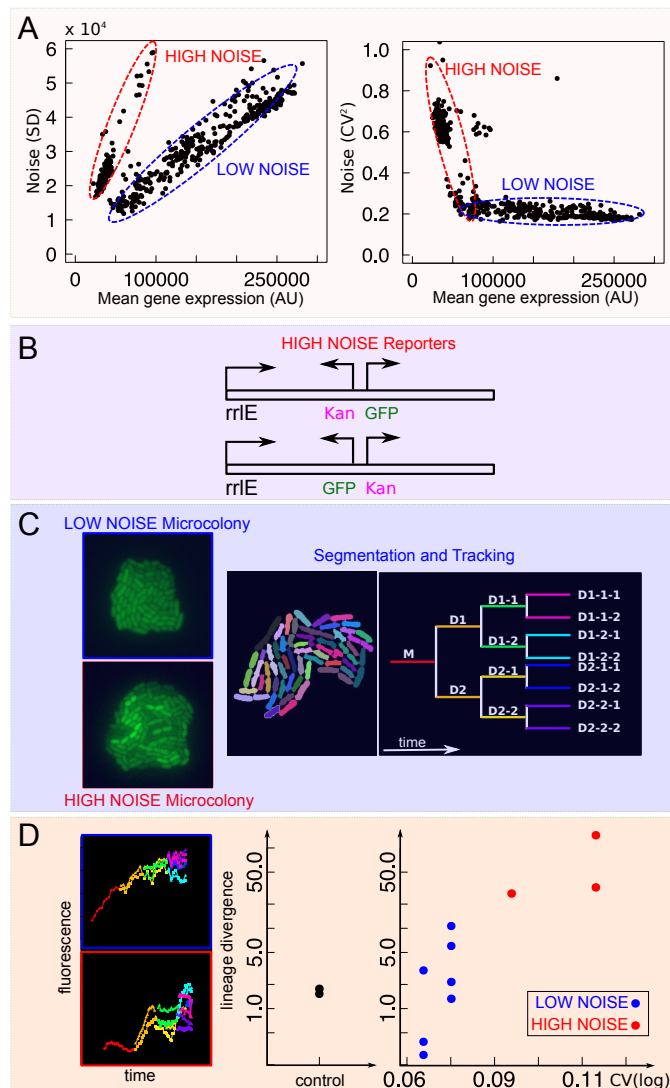 A
× 10⁴
6
5
4
3
2
1
0
Noise (SD)
HIGH NOISE
LOW NOISE
0
100000
250000
Mean gene expression (AU)
1.0
0.8
0.6
0.4
0.2
0.0
Noise (CV²)
HIGH NOISE
LOW NOISE
0
100000
250000
Mean gene expression (AU)
B
HIGH NOISE Reporters
rrlE
Kan
GFP
rrlE
GFP
Kan
C
LOW NOISE Microcolony
HIGH NOISE Microcolony
Segmentation and Tracking
M
D1
D2
D1-1
D1-2
D2-1
D2-2
D1-1-1
D1-1-2
D1-2-1
D1-2-2
D2-1-1
D2-1-2
D2-2-1
D2-2-2
time
D
fluorescence
time
lineage divergence
50.0
5.0
1.0
control
50.0
5.0
1.0
LOW NOISE
HIGH NOISE
0.06
0.09
0.11
CV(log)